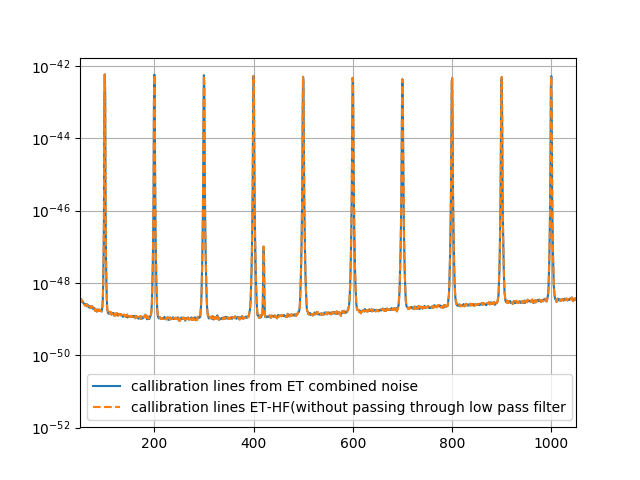 10⁻⁴²
10⁻⁴⁴
10⁻⁴⁶
10⁻⁴⁸
10⁻⁵⁰
10⁻⁵²
callibration lines from ET combined noise
callibration lines ET-HF(without passing through low pass filter
200 400 600 800 1000